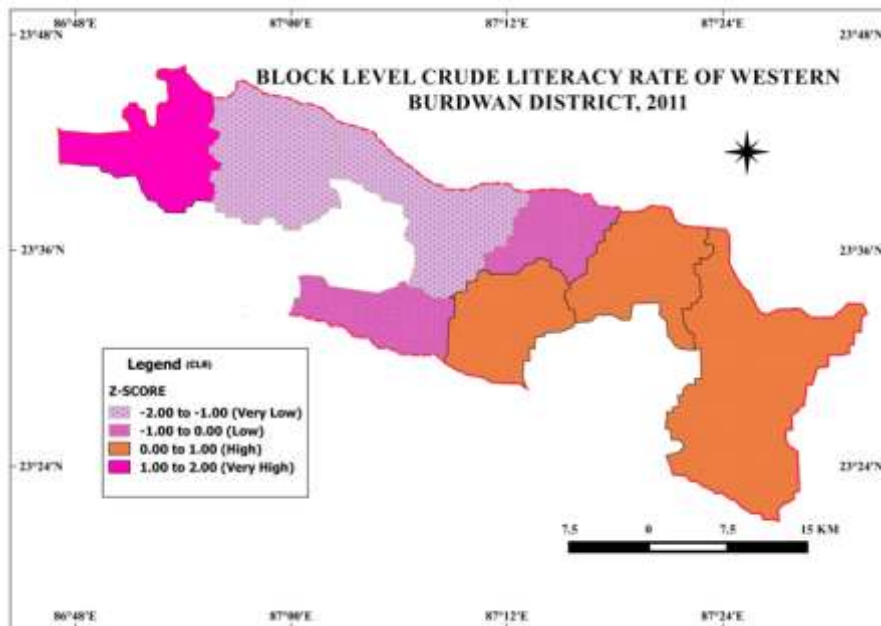 86°48'E 87°00'E 87°12'E 87°24'E
23°48'N 23°48'N
BLOCK LEVEL CRUDE LITERACY RATE OF WESTERN
BURDWAN DISTRICT, 2011
23°36'N 23°36'N
Legend (CLR)
Z-SCORE
-2.00 to -1.00 (Very Low)
-1.00 to 0.00 (Low)
0.00 to 1.00 (High)
1.00 to 2.00 (Very High)
23°24'N 23°24'N
7.5 0 7.5 15 KM
86°48'E 87°00'E 87°12'E 87°24'E